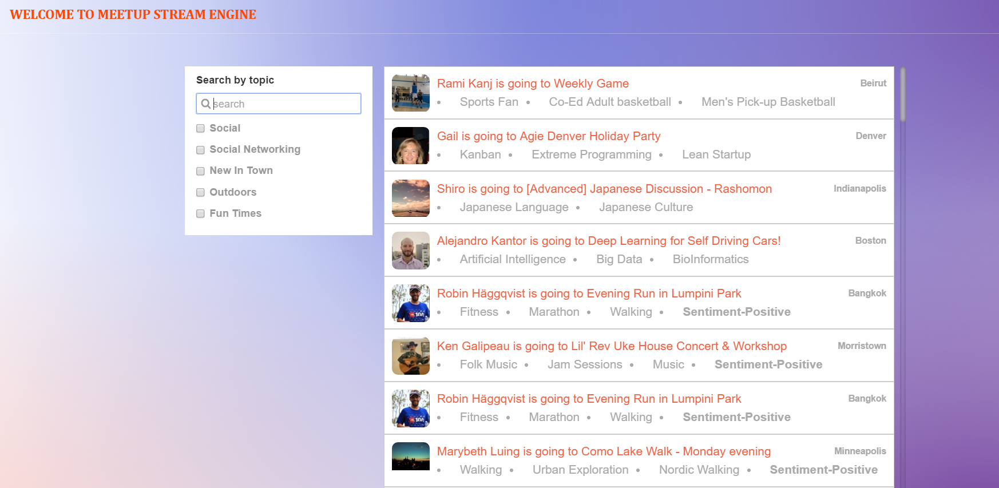 WELCOME TO MEETUP STREAM ENGINE
Search by topic
search
Social
Social Networking
New In Town
Outdoors
Fun Times
Rami Kanj is going to Weekly Game
Beirut
• Sports Fan • Co-Ed Adult basketball • Men's Pick-up Basketball
Gail is going to Agie Denver Holiday Party
Denver
• Kanban • Extreme Programming • Lean Startup
Shiro is going to [Advanced] Japanese Discussion - Rashomon
Indianapolis
• Japanese Language • Japanese Culture
Alejandro Kantor is going to Deep Learning for Self Driving Cars!
Boston
• Artificial Intelligence • Big Data • BioInformatics
Robin Häggqvist is going to Evening Run in Lumpini Park
Bangkok
• Fitness • Marathon • Walking • Sentiment-Positive
Ken Galipeau is going to Lil' Rev Uke House Concert & Workshop
Morristown
• Folk Music • Jam Sessions • Music • Sentiment-Positive
Robin Häggqvist is going to Evening Run in Lumpini Park
Bangkok
• Fitness • Marathon • Walking • Sentiment-Positive
Marybeth Luing is going to Como Lake Walk - Monday evening
Minneapolis
• Walking • Urban Exploration • Nordic Walking • Sentiment-Positive